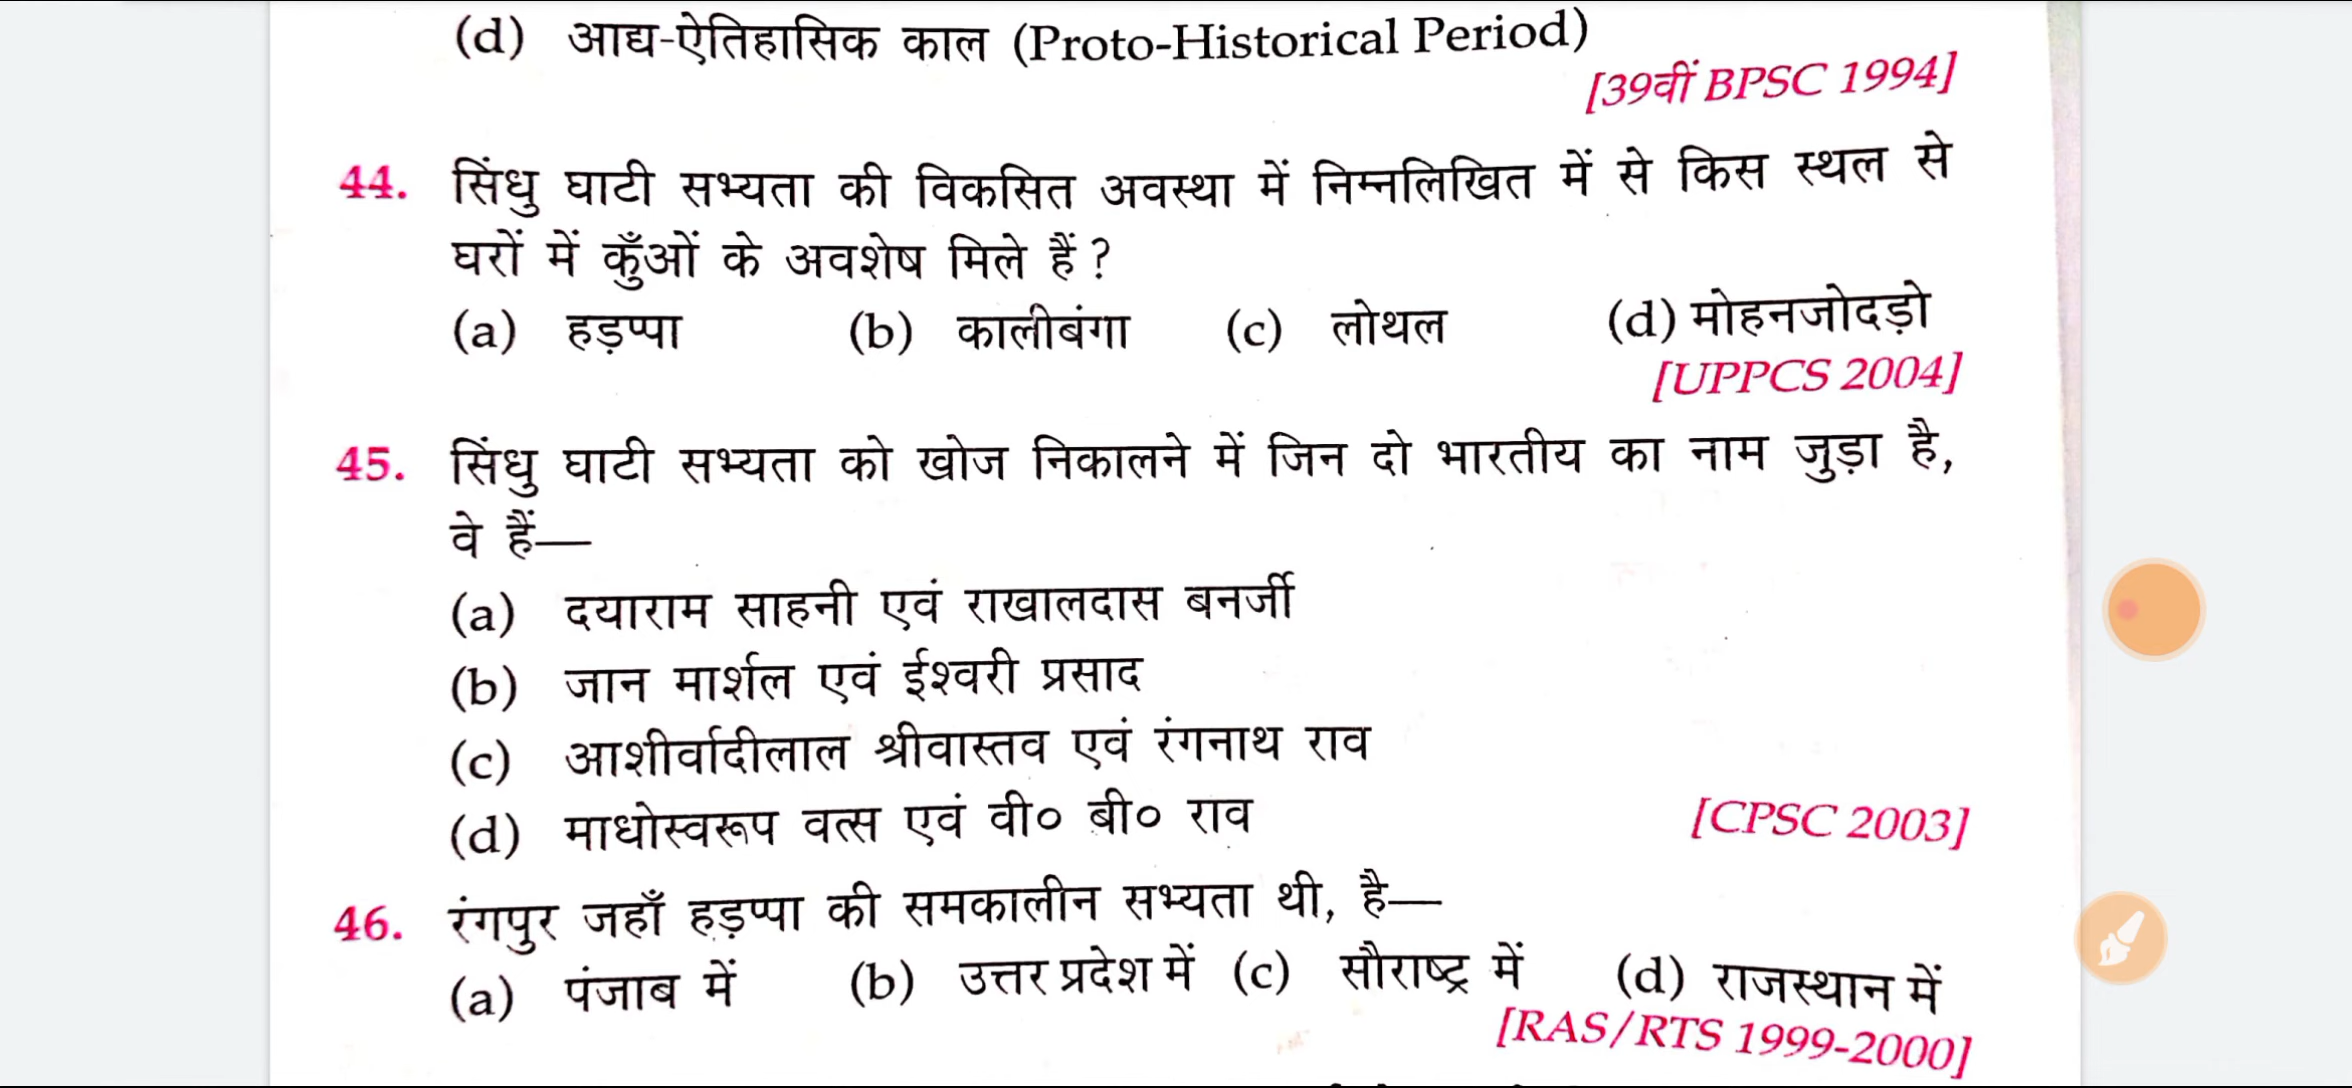 (d) आद्य-ऐतिहासिक काल (Proto-Historical Period)
[39वीं BPSC 1994]
44. सिंधु घाटी सभ्यता की विकसित अवस्था में निम्नलिखित में से किस स्थल से
घरों में कुँओं के अवशेष मिले हैं ?
(a) हड़प्पा (b) कालीबंगा (c) लोथल (d) मोहनजोदड़ो
[UPPCS 2004]
45. सिंधु घाटी सभ्यता को खोज निकालने में जिन दो भारतीय का नाम जुड़ा है,
वे हैं—
(a) दयाराम साहनी एवं राखालदास बनर्जी
(b) जान मार्शल एवं ईश्वरी प्रसाद
(c) आशीर्वादीलाल श्रीवास्तव एवं रंगनाथ राव
(d) माधोस्वरूप वत्स एवं वी० बी० राव [CPSC 2003]
46. रंगपुर जहाँ हड़प्पा की समकालीन सभ्यता थी, है—
(a) पंजाब में (b) उत्तर प्रदेश में (c) सौराष्ट्र में (d) राजस्थान में
[RAS/RTS 1999-2000]